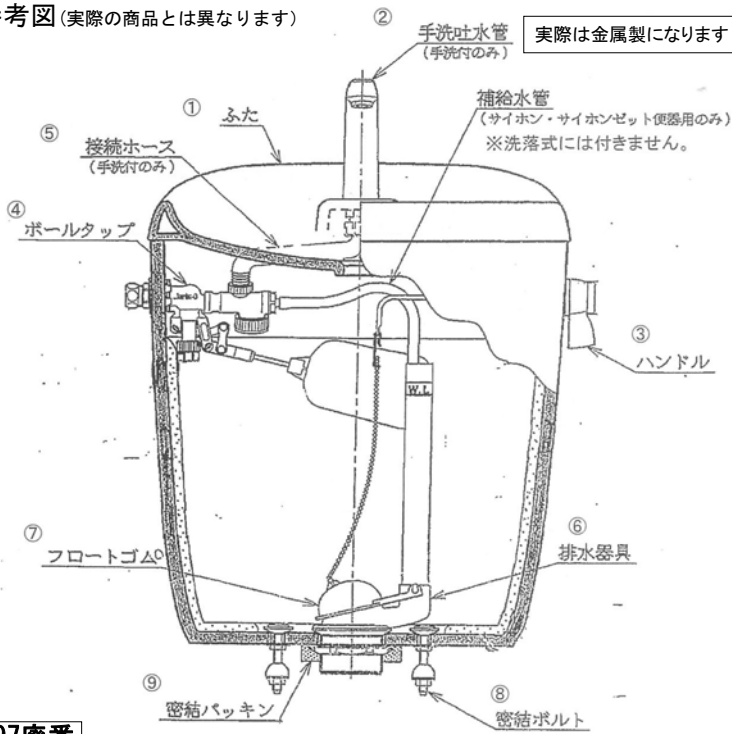 考図(実際の商品とは異なります)
②
手洗吐水管
(手洗付のみ)
実際は金属製になります
①
ふた
補給水管
(サイホン・サイホンゼット便器用のみ)
※洗落式には付きません。
⑤
接続ホース
(手洗付のみ)
④
ボールタップ
③
ハンドル
W.L
⑦
フロートゴム
⑥
排水器具
⑨
密結パッキン
⑧
密結ボルト
07廃番